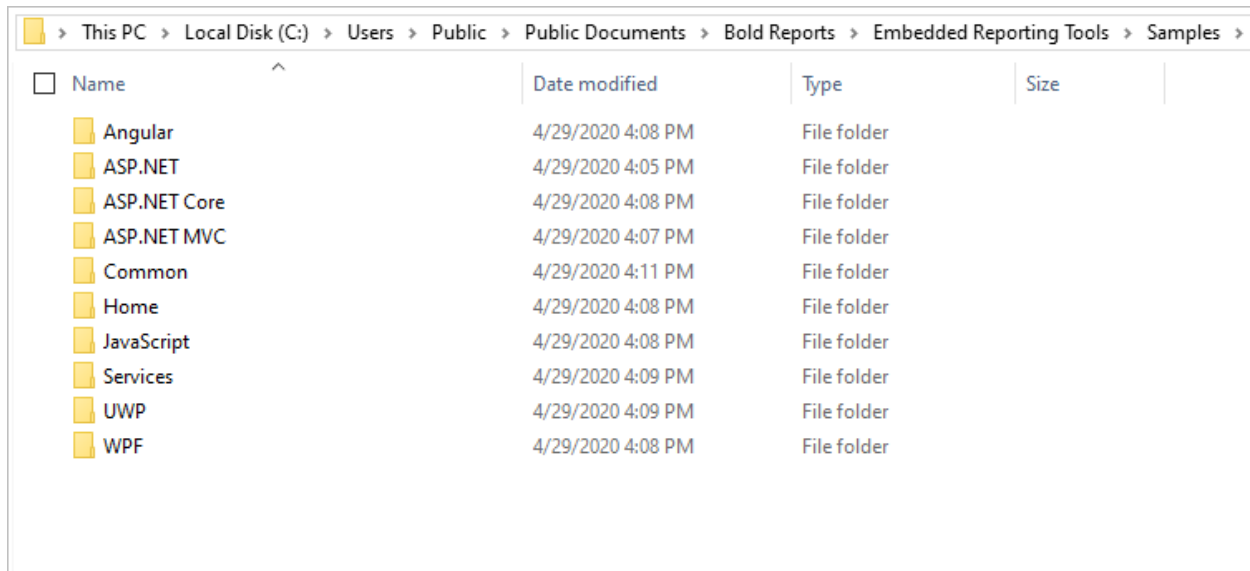 This PC > Local Disk (C:) > Users > Public > Public Documents > Bold Reports > Embedded Reporting Tools > Samples >
Name Date modified Type Size
Angular 4/29/2020 4:08 PM File folder
ASP.NET 4/29/2020 4:05 PM File folder
ASP.NET Core 4/29/2020 4:08 PM File folder
ASP.NET MVC 4/29/2020 4:07 PM File folder
Common 4/29/2020 4:11 PM File folder
Home 4/29/2020 4:08 PM File folder
JavaScript 4/29/2020 4:08 PM File folder
Services 4/29/2020 4:09 PM File folder
UWP 4/29/2020 4:09 PM File folder
WPF 4/29/2020 4:08 PM File folder